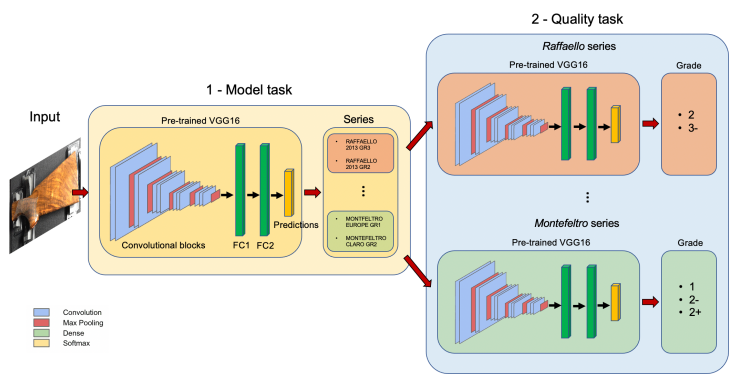 2 - Quality task
Raffaello series
Pre-trained VGG16
Grade
1 - Model task
Input
Pre-trained VGG16
Series
• RAFFAELLO
2013 GR3
• RAFFAELLO
2013 GR2
• 2
• 3-
Predictions
Convolutional blocks
FC1
FC2
• MONTFELTRO
EUROPE GR1
• MONTEFELTRO
CLARO GR2
Montefeltro series
Pre-trained VGG16
Grade
• 1
• 2-
• 2+
Convolution
Max Pooling
Dense
Softmax